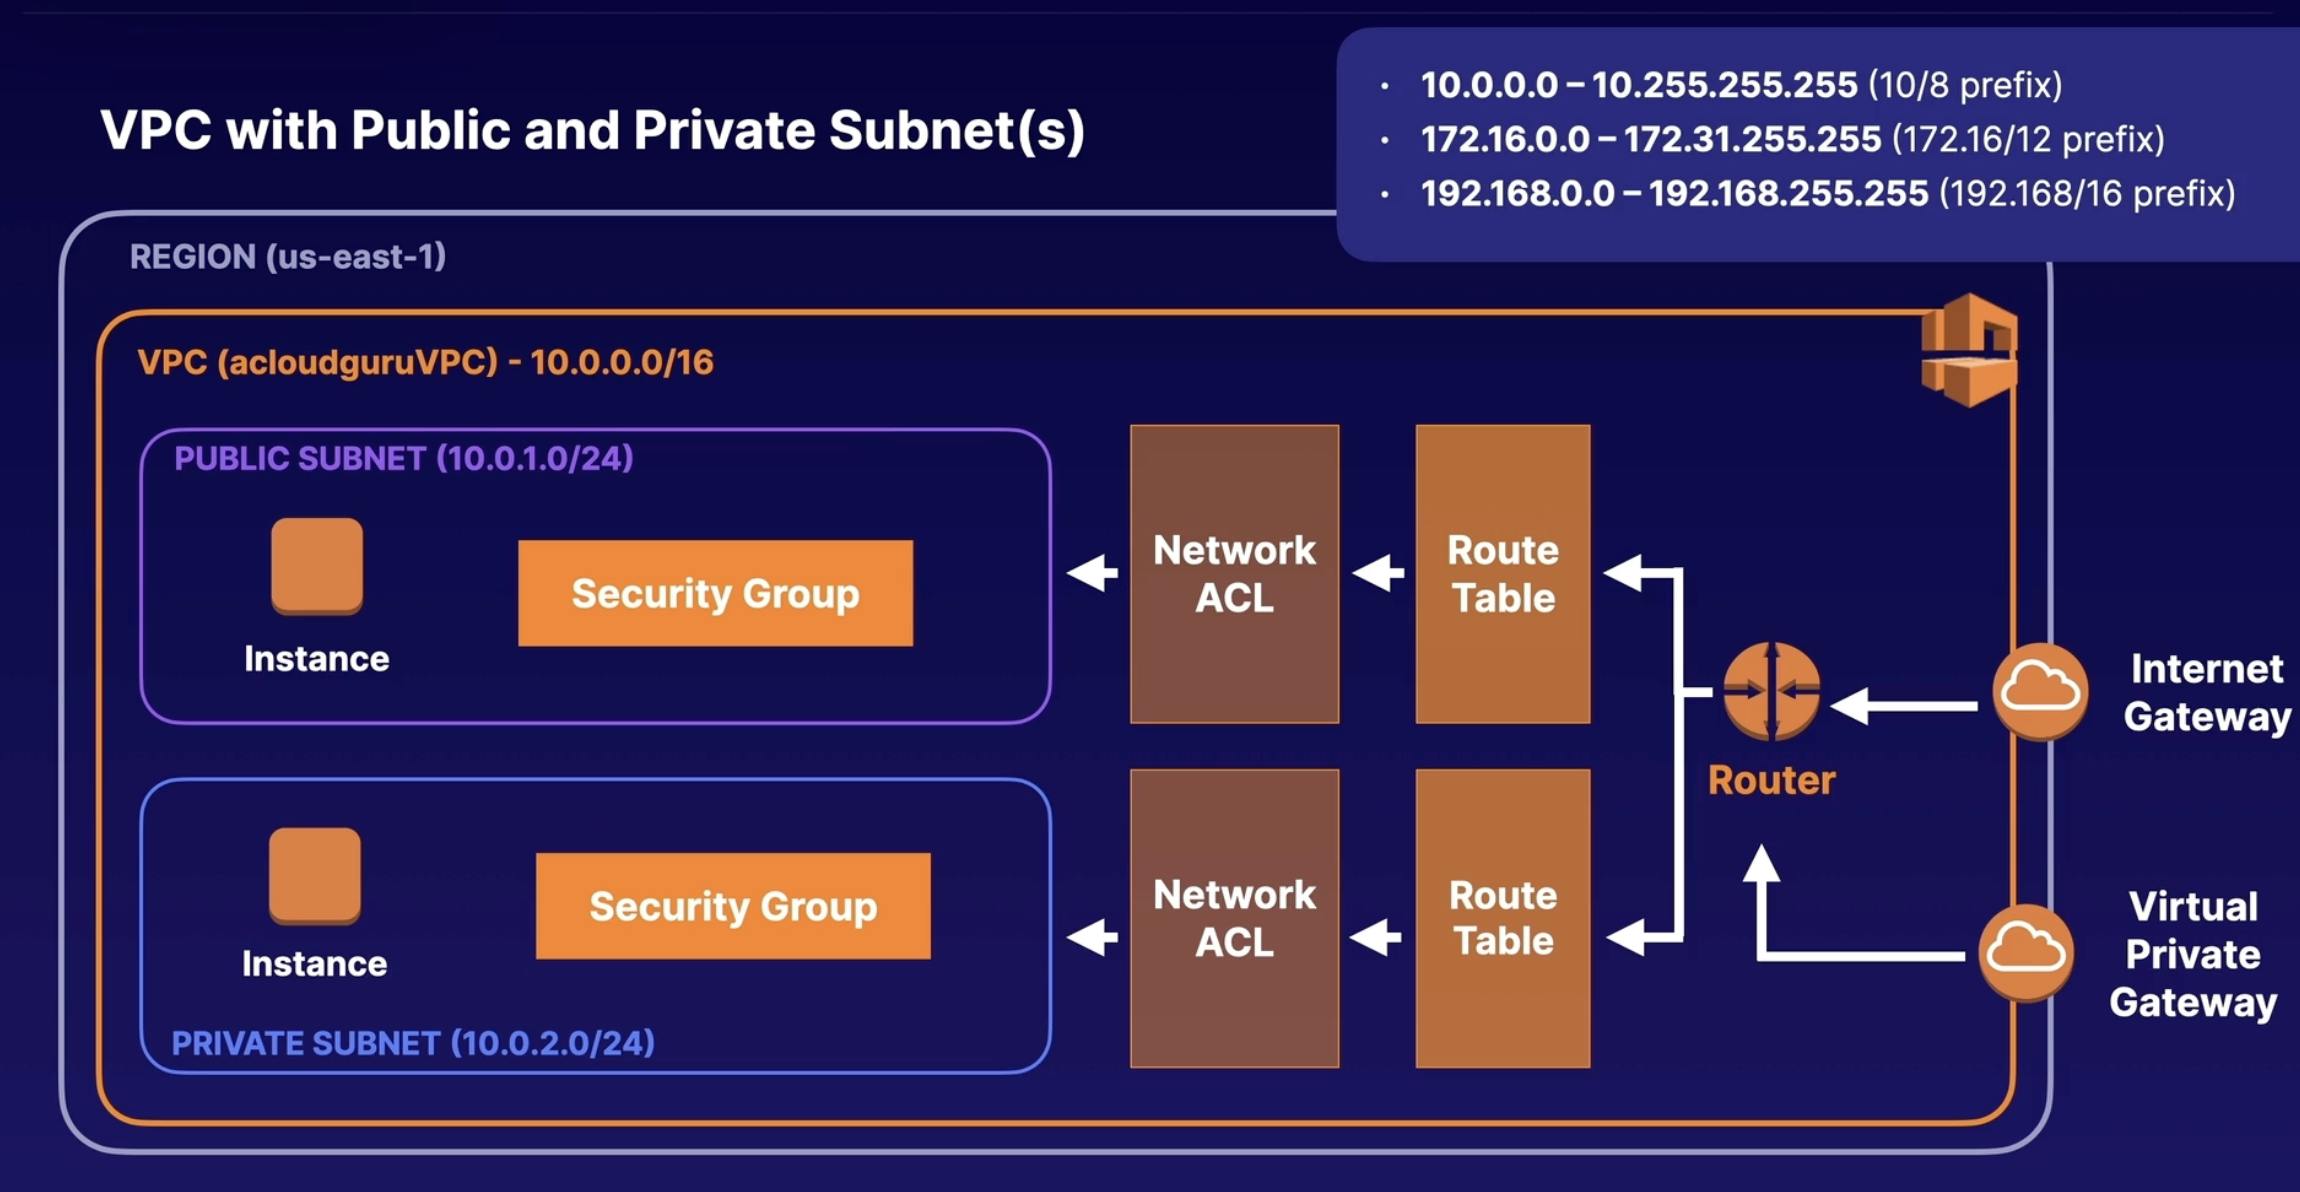 VPC with Public and Private Subnet(s)
• 10.0.0.0 – 10.255.255.255 (10/8 prefix)
• 172.16.0.0 – 172.31.255.255 (172.16/12 prefix)
• 192.168.0.0 – 192.168.255.255 (192.168/16 prefix)
REGION (us-east-1)
VPC (acloudguruVPC) - 10.0.0.0/16
PUBLIC SUBNET (10.0.1.0/24)
Instance
Security Group
Network
ACL
Route
Table
Router
Internet
Gateway
Instance
Security Group
PRIVATE SUBNET (10.0.2.0/24)
Network
ACL
Route
Table
Virtual
Private
Gateway